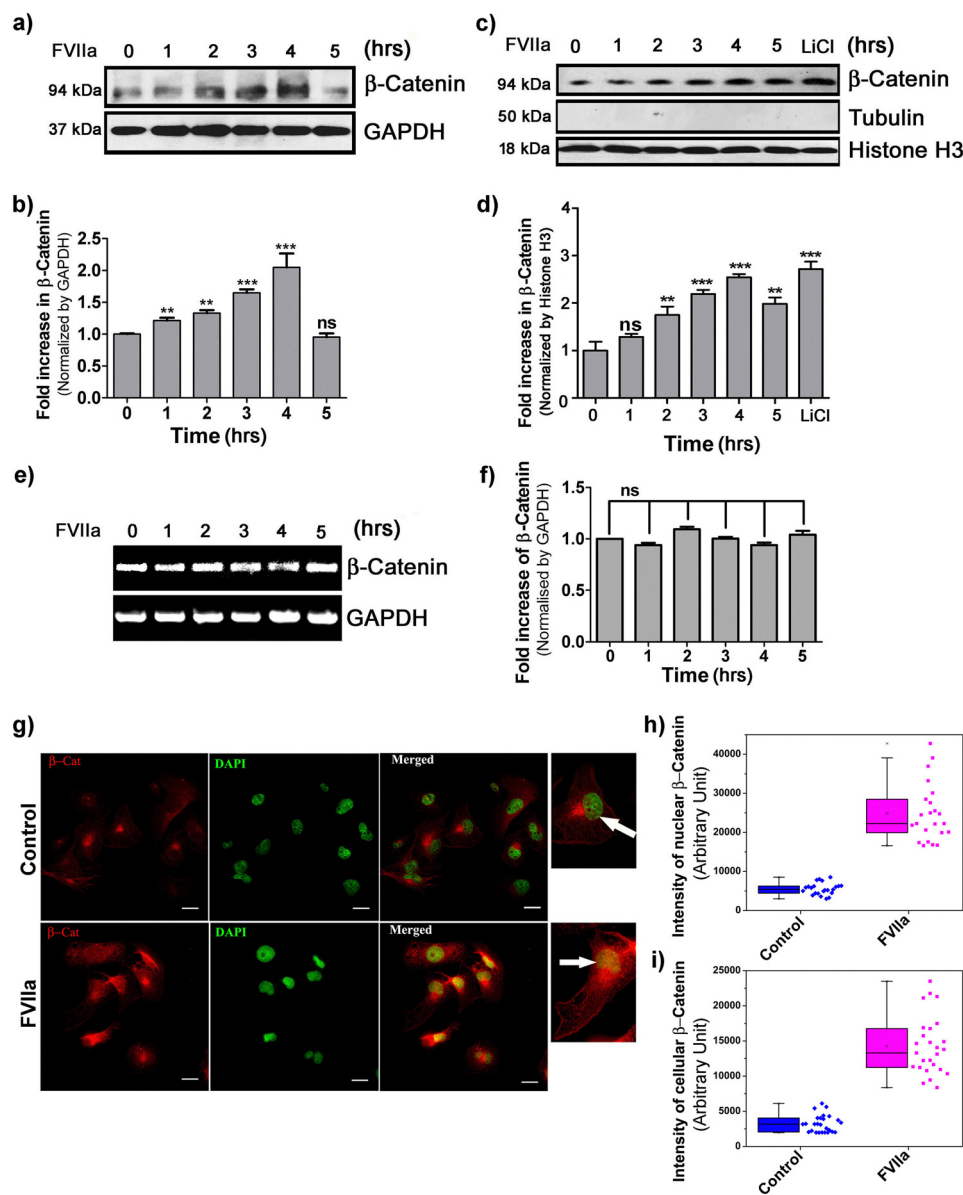 a)
FVIIa 0 1 2 3 4 5 (hrs)
94 kDa β-Catenin
37 kDa GAPDH
b)
Fold increase in β-Catenin
(Normalized by GAPDH)
2.5
2.0
1.5
1.0
0.5
0.0
** ** *** *** ns
0 1 2 3 4 5
Time (hrs)
c)
FVIIa 0 1 2 3 4 5 LiCl (hrs)
94 kDa β-Catenin
50 kDa Tubulin
18 kDa Histone H3
d)
Fold increase in β-Catenin
(Normalized by Histone H3)
4
3
2
1
0
ns ** *** *** ** ***
0 1 2 3 4 5 LiCl
Time (hrs)
e)
FVIIa 0 1 2 3 4 5 (hrs)
β-Catenin
GAPDH
f)
Fold increase of β-Catenin
(Normalised by GAPDH)
1.5
1.0
0.5
0.0
ns
0 1 2 3 4 5
Time (hrs)
g)
Control
β-Cat DAPI Merged
FVIIa
β-Cat DAPI Merged
h)
Intensity of nuclear β-Catenin
(Arbitrary Unit)
40000
30000
20000
10000
0
Control FVIIa
i)
Intensity of cellular β-Catenin
(Arbitrary Unit)
25000
20000
15000
10000
5000
0
Control FVIIa